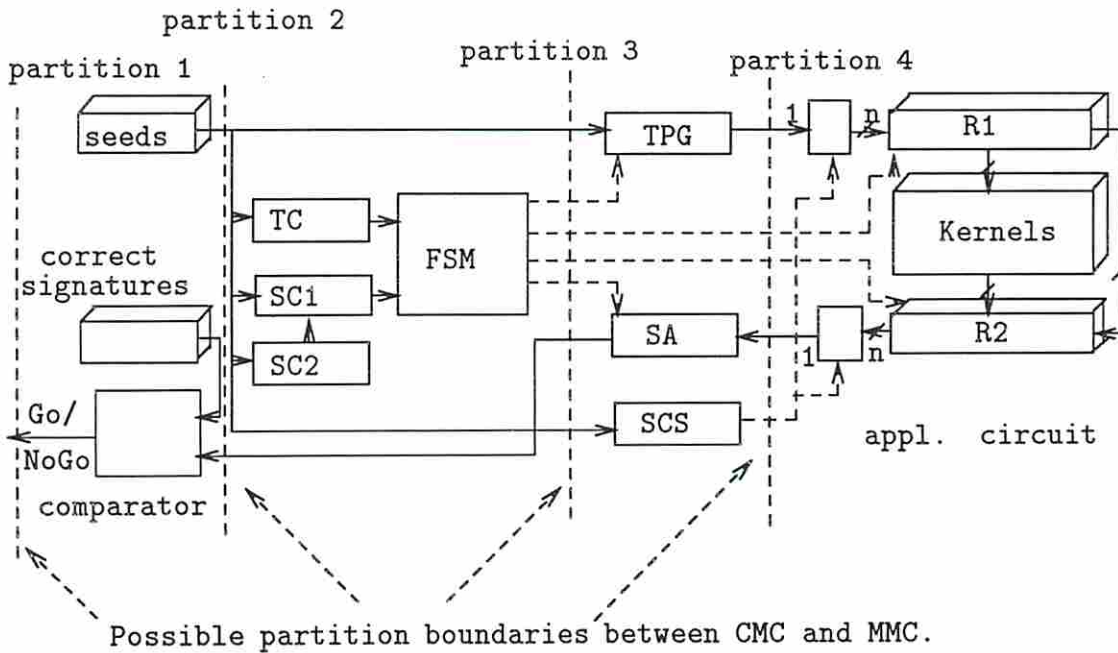 partition 2
partition 1
partition 3
partition 4
seeds
TPG
1
n
R1
TC
FSM
Kernels
correct
signatures
SC1
SC2
SA
1
n
R2
Go/
NoGo
SCS
appl. circuit
comparator
Possible partition boundaries between CMC and MMC.